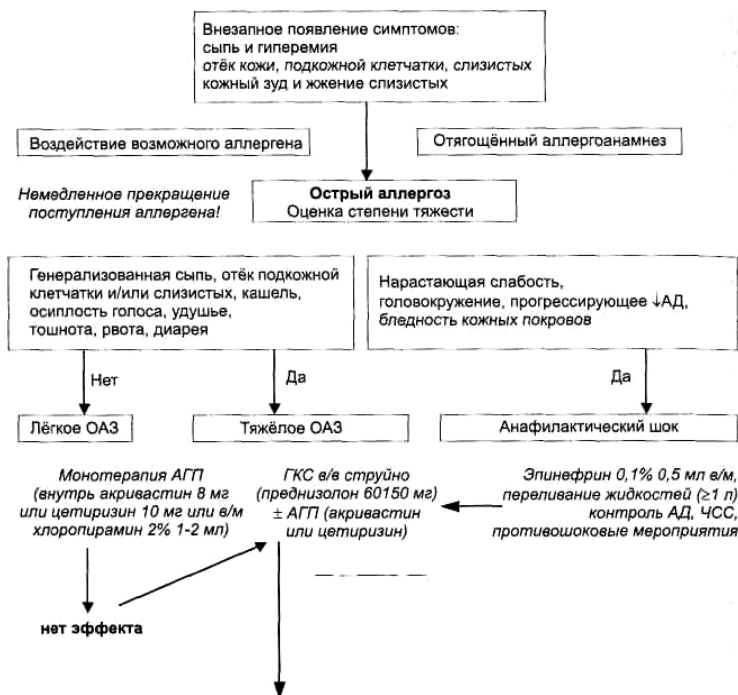 Внезапное появление симптомов:
сыпь и гиперемия
отёк кожи, подкожной клетчатки, слизистых
кожный зуд и жжение слизистых
Воздействие возможного аллергена
Отягощённый аллергоанамнез
Немедленное прекращение
поступления аллергена!
Острый аллергоз
Оценка степени тяжести
Генерализованная сыпь, отёк подкожной
клетчатки и/или слизистых, кашель,
осиплость голоса, удушье,
тошнота, рвота, диарея
Нарастающая слабость,
головокружение, прогрессирующее ↓АД,
бледность кожных покровов
Нет
Да
Да
Лёгкое ОАЗ
Тяжёлое ОАЗ
Анафилактический шок
Монотерапия АГП
(внутрь акривастин 8 мг
или цетиризин 10 мг или в/м
хлоропирамин 2% 1-2 мл)
ГКС в/в струйно
(преднизолон 60150 мг)
± АГП (акривастин
или цетиризин)
Эпинефрин 0,1% 0,5 мл в/м,
переливание жидкостей (≥1 л)
контроль АД, ЧСС,
противошоковые мероприятия
нет эффекта